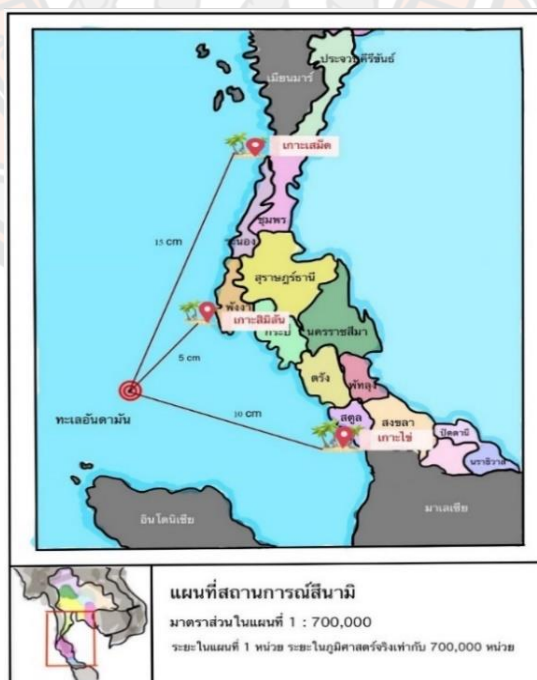 ประจวบคีรีขันธ์
เมียนมาร์
เกาะเสม็ด
ชุมพร
15 cm
ระนอง
สุราษฎร์ธานี
พังงา
เกาะสิมิลัน
กระบี่
นครราชสีมา
5 cm
ตรัง
พัทลุง
10 cm
ทะเลอันดามัน
สตูล
สงขลา
ปัตตานี
เกาะไข่
นราธิวาส
มาเลเซีย
อินโดนิเซีย
แผนที่สถานการณ์สึนามิ
มาตราส่วนในแผนที่ 1 : 700,000
ระยะในแผนที่ 1 หน่วย ระยะในภูมิศาสตร์จริงเท่ากับ 700,000 หน่วย